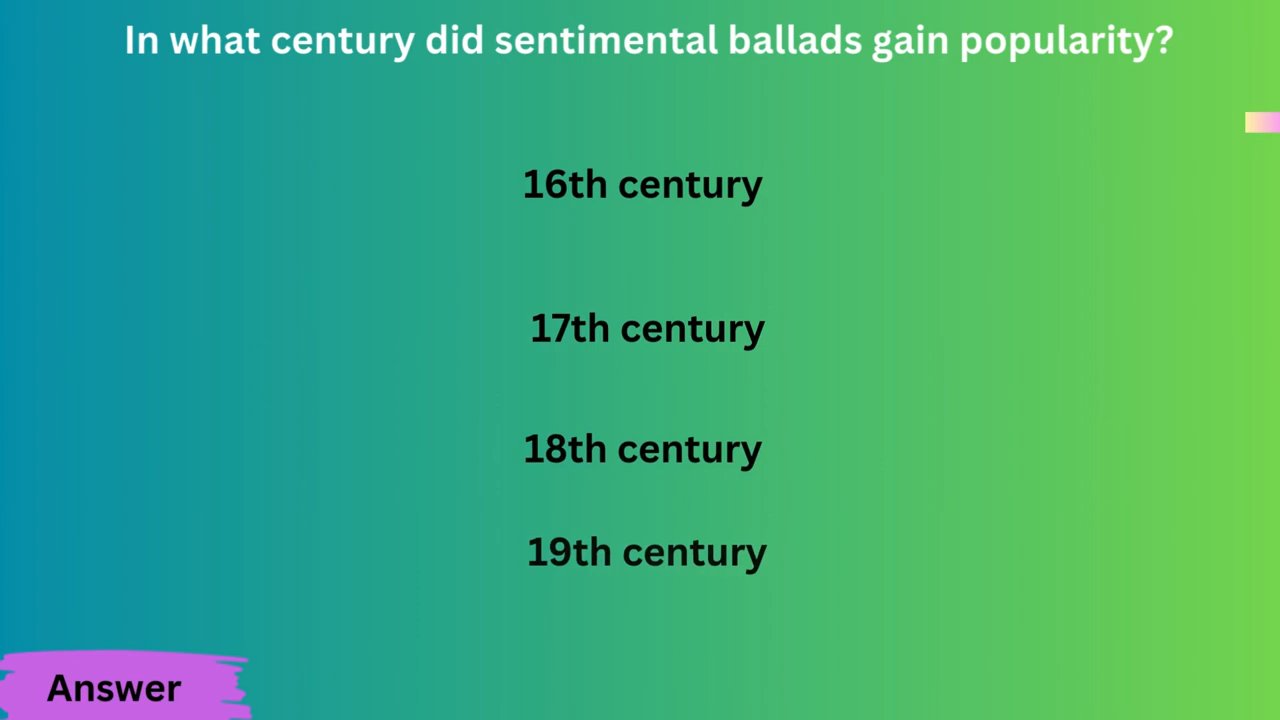 In what century did sentimental ballads gain popularity?
16th century
17th century
18th century
19th century
Answer